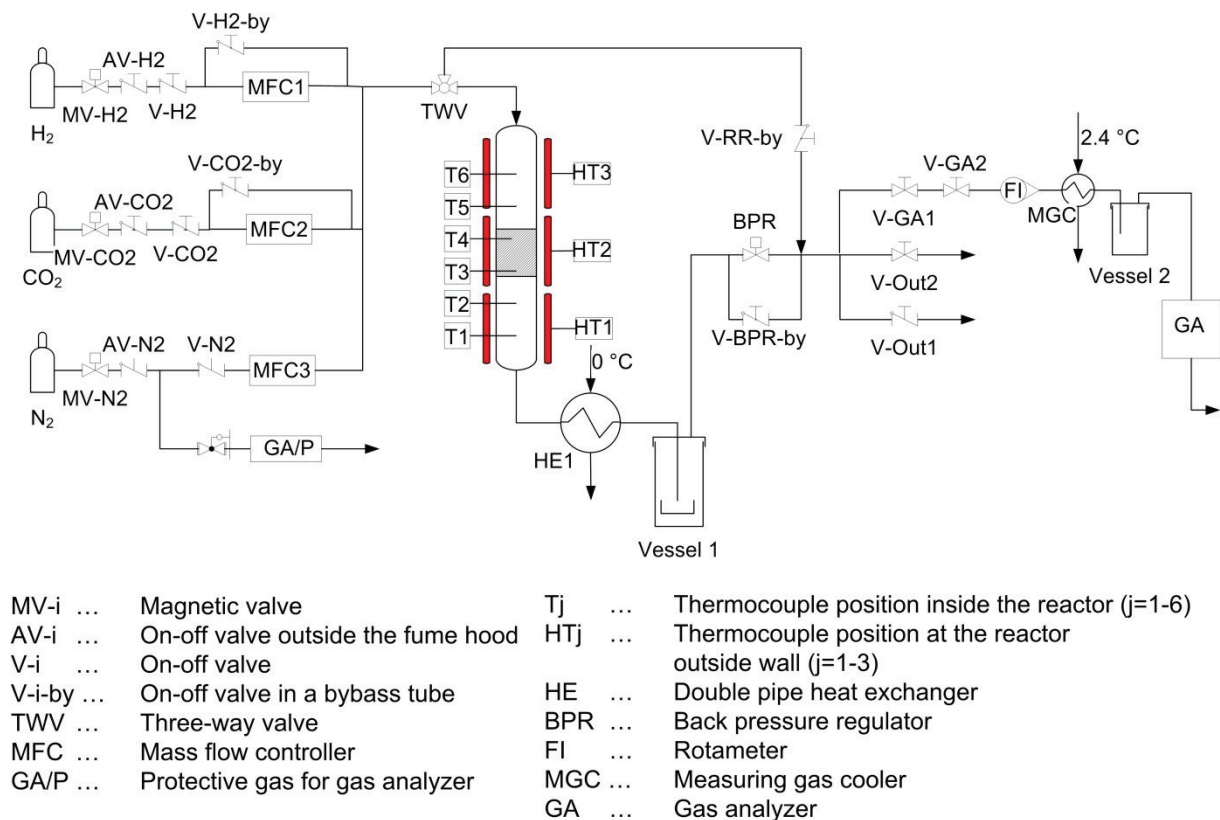 V-H2-by
AV-H2
MFC1
MV-H2
V-H2
H2
TWV
V-CO2-by
AV-CO2
MFC2
MV-CO2
V-CO2
CO2
AV-N2
V-N2
MFC3
MV-N2
N2
GA/P
T6
T5
T4
T3
T2
T1
HT3
HT2
HT1
0 °C
HE1
Vessel 1
V-RR-by
BPR
V-BPR-by
2.4 °C
V-GA2
FI
V-GA1
MGC
V-Out2
V-Out1
Vessel 2
GA
MV-i ... Magnetic valve
AV-i ... On-off valve outside the fume hood
V-i ... On-off valve
V-i-by ... On-off valve in a bybass tube
TWV ... Three-way valve
MFC ... Mass flow controller
GA/P ... Protective gas for gas analyzer
Tj ... Thermocouple position inside the reactor (j=1-6)
HTj ... Thermocouple position at the reactor
outside wall (j=1-3)
HE ... Double pipe heat exchanger
BPR ... Back pressure regulator
FI ... Rotameter
MGC ... Measuring gas cooler
GA ... Gas analyzer